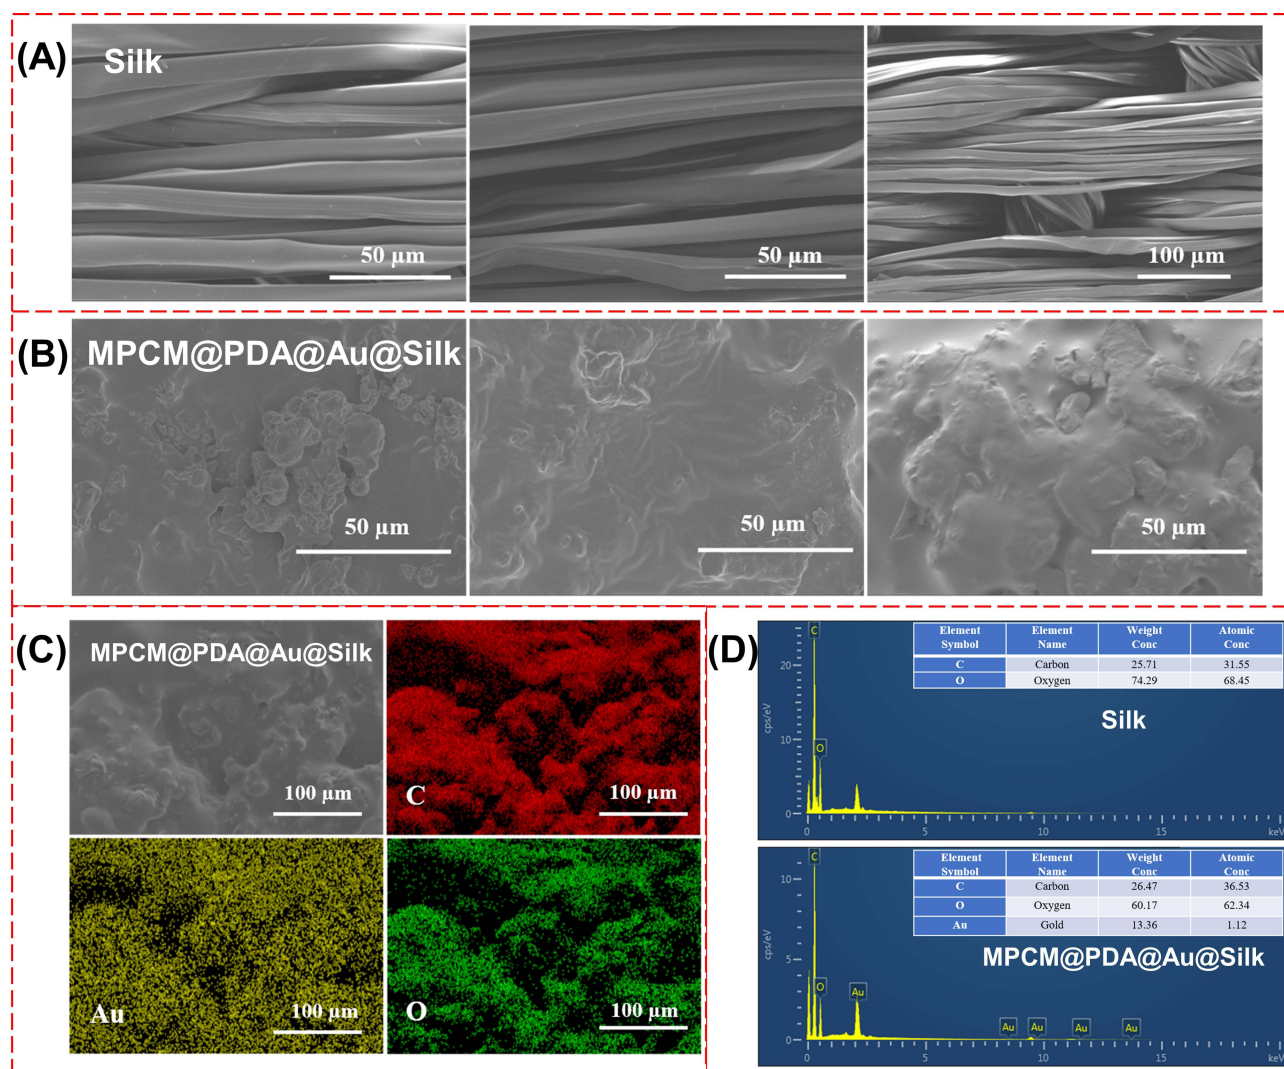 (A)
Silk
50 µm
50 µm
100 µm
(B)
MPCM@PDA@Au@Silk
50 µm
50 µm
50 µm
(C)
MPCM@PDA@Au@Silk
100 µm
C
100 µm
Au
100 µm
O
100 µm
(D)
C
O
cps/eV
20
10
0
Element Symbol Element Name Weight Conc Atomic Conc
C Carbon 25.71 31.55
O Oxygen 74.29 68.45
Silk
0 5 10 15 keV
C
O
Au
Au
Au
Au
Au
cps/eV
10
5
0
Element Symbol Element Name Weight Conc Atomic Conc
C Carbon 26.47 36.53
O Oxygen 60.17 62.34
Au Gold 13.36 1.12
MPCM@PDA@Au@Silk
0 5 10 15 keV